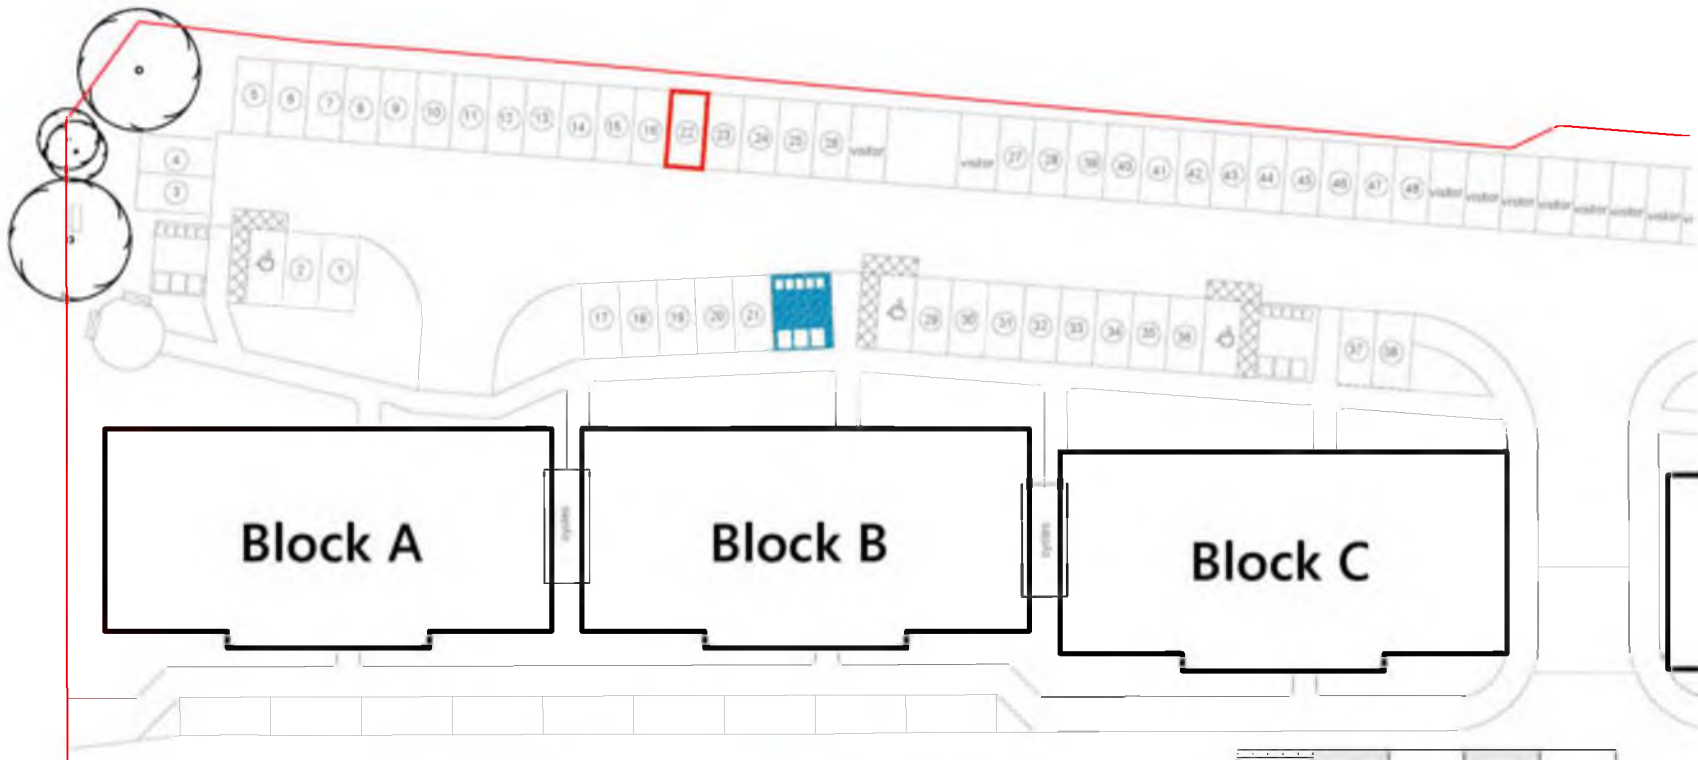 5 6 7 8 9 10 11 12 13 14 15 16 22 23 24 25 26 visitor
visitor 27 28 39 40 41 42 43 44 45 46 47 48 visitor visitor visitor visitor visitor visitor visitor
4
3
2 1
17 18 19 20 21
29 30 31 32 33 34 35 36
37 38
cycles
cycles
Block A
Block B
Block C